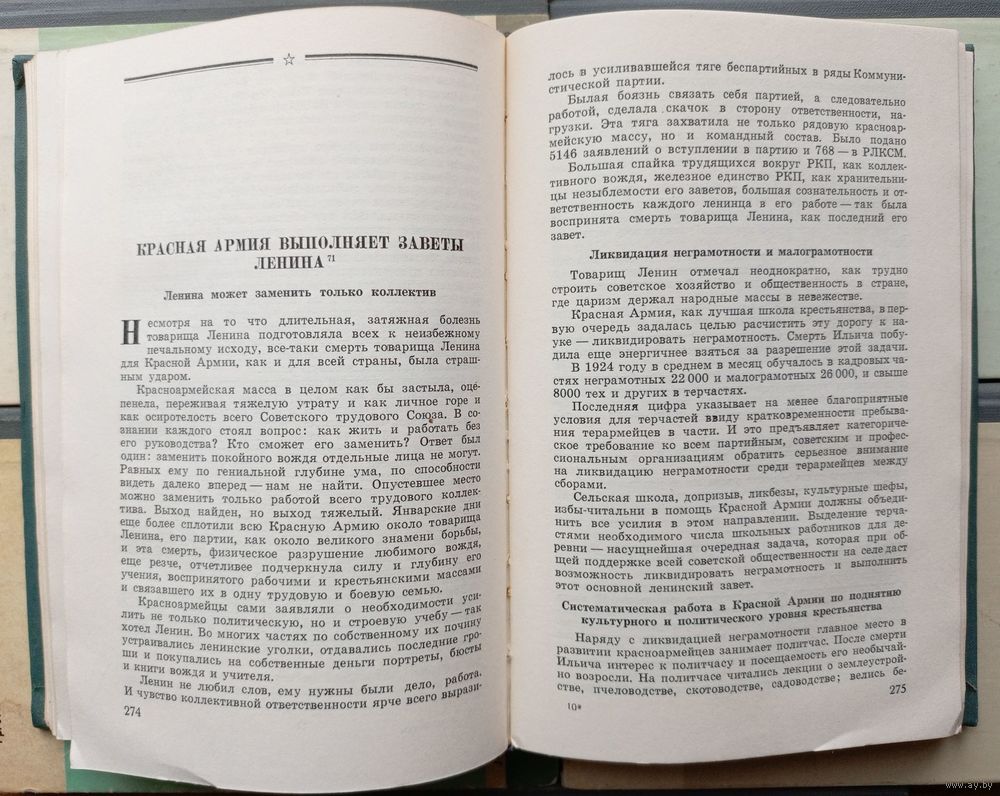 ☆
КРАСНАЯ АРМИЯ ВЫПОЛНЯЕТ ЗАВЕТЫ
ЛЕНИНА 71
Ленина может заменить только коллектив
Несмотря на то что длительная, затяжная болезнь
товарища Ленина подготовляла всех к неизбежному
печальному исходу, все-таки смерть товарища Ленина
для Красной Армии, как и для всей страны, была страш-
ным ударом.
Красноармейская масса в целом как бы застыла, оце-
пенела, переживая тяжелую утрату и как личное горе и
как осиротелость всего Советского трудового Союза. В со-
знании каждого стоял вопрос: как жить и работать без
его руководства? Кто сможет его заменить? Ответ был
один: заменить покойного вождя отдельные лица не могут.
Равных ему по гениальной глубине ума, по способности
видеть далеко вперед — нам не найти. Опустевшее место
можно заменить только работой всего трудового коллек-
тива. Выход найден, но выход тяжелый. Январские дни
еще более сплотили всю Красную Армию около товарища
Ленина, его партии, как около великого знамени борьбы,
и эта смерть, физическое разрушение любимого вождя,
еще резче, отчетливее подчеркнула силу и глубину его
учения, воспринятого рабочими и крестьянскими массами
и связавшего их в одну трудовую и боевую семью.
Красноармейцы сами заявляли о необходимости уси-
лить не только политическую, но и строевую учебу — так
хотел Ленин. Во многих частях по собственному их почину
устраивались ленинские уголки, отдавались последние гро-
ши и покупались на собственные деньги портреты, бюсты
и книги вождя и учителя.
Ленин не любил слов, ему нужны были дело, работа.
И чувство коллективной ответственности ярче всего вырази-
274
лось в усиливавшейся тяге беспартийных в ряды Коммуни-
стической партии.
Былая боязнь связать себя партией, а следовательно
работой, сделала скачок в сторону ответственности, на-
грузки. Эта тяга захватила не только рядовую красноар-
мейскую массу, но и командный состав. Было подано
5146 заявлений о вступлении в партию и 768 — в РЛКСМ.
Большая спайка трудящихся вокруг РКП, как коллек-
тивного вождя, железное единство РКП, как хранительни-
цы незыблемости его заветов, большая сознательность и от-
ветственность каждого ленинца в его работе — так была
воспринята смерть товарища Ленина, как последний его
завет.
Ликвидация неграмотности и малограмотности
Товарищ Ленин отмечал неоднократно, как трудно
строить советское хозяйство и общественность в стране,
где царизм держал народные массы в невежестве.
Красная Армия, как лучшая школа крестьянства, в пер-
вую очередь задалась целью расчистить эту дорогу к на-
уке — ликвидировать неграмотность. Смерть Ильича побу-
дила еще энергичнее взяться за разрешение этой задачи.
В 1924 году в среднем в месяц обучалось в кадровых ча-
стях неграмотных 22 000 и малограмотных 26 000, и свыше
8000 тех и других в терчастях.
Последняя цифра указывает на менее благоприятные
условия для терчастей ввиду кратковременности пребыва-
ния терармейцев в части. И это предъявляет категориче-
ское требование ко всем партийным, советским и профес-
сиональным организациям обратить серьезное внимание
на ликвидацию неграмотности среди терармейцев между
сборами.
Сельская школа, допризыв, ликбезы, культурные шефы,
избы-читальни в помощь Красной Армии должны объеди-
нить все усилия в этом направлении. Выделение терча-
стями необходимого числа школьных работников для де-
ревни — насущнейшая очередная задача, которая при об-
щей поддержке всей советской общественности на селе даст
возможность ликвидировать неграмотность и выполнить
этот основной ленинский завет.
Систематическая работа в Красной Армии по поднятию
культурного и политического уровня крестьянства
Наряду с ликвидацией неграмотности главное место в
развитии красноармейцев занимает политчас. После смерти
Ильича интерес к политчасу и посещаемость его необычай-
но возросли. На политчасе читались лекции о землеустрой-
стве, пчеловодстве, скотоводстве, садоводстве; велись бе-
10*
275
www.ay.by